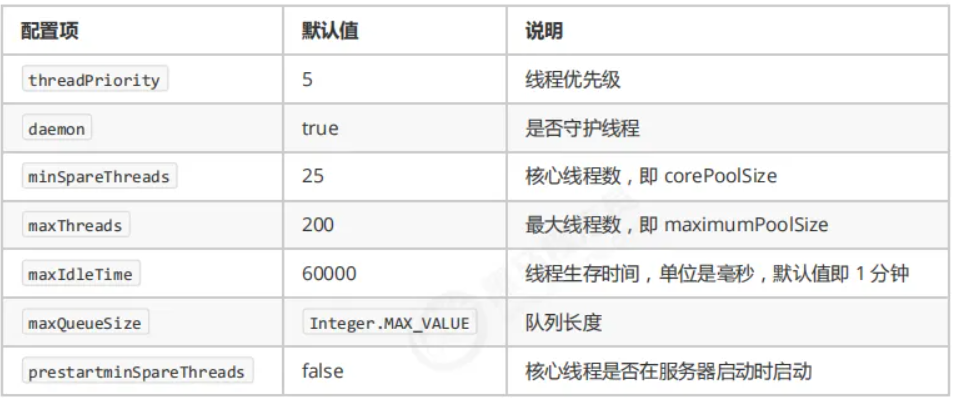 配置项 默认值 说明
threadPriority 5 线程优先级
daemon true 是否守护线程
minSpareThreads 25 核心线程数，即 corePoolSize
maxThreads 200 最大线程数，即 maximumPoolSize
maxIdleTime 60000 线程生存时间，单位是毫秒，默认值即 1 分钟
maxQueueSize Integer.MAX_VALUE 队列长度
prestartminSpareThreads false 核心线程是否在服务器启动时启动